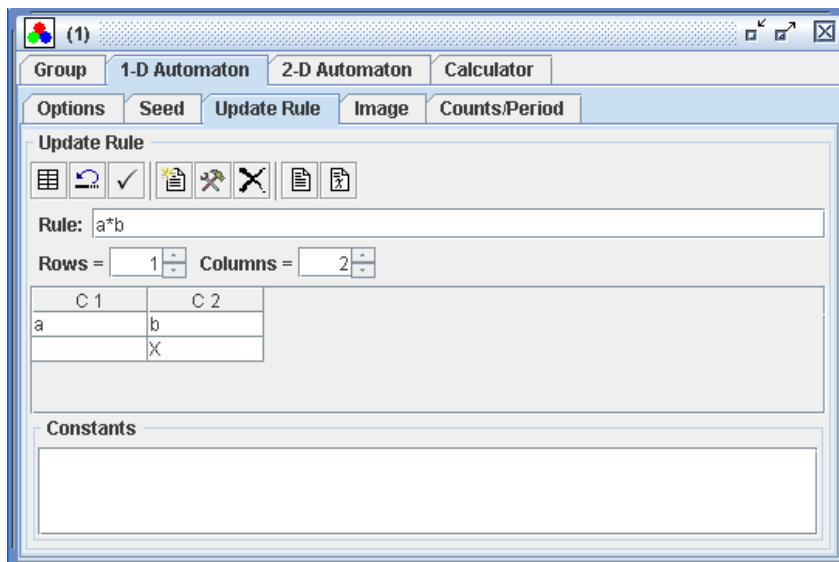 (1)
Group 1-D Automaton 2-D Automaton Calculator
Options Seed Update Rule Image Counts/Period
Update Rule
Rule: a*b
Rows = 1 Columns = 2
C 1 C 2
a b
X
Constants